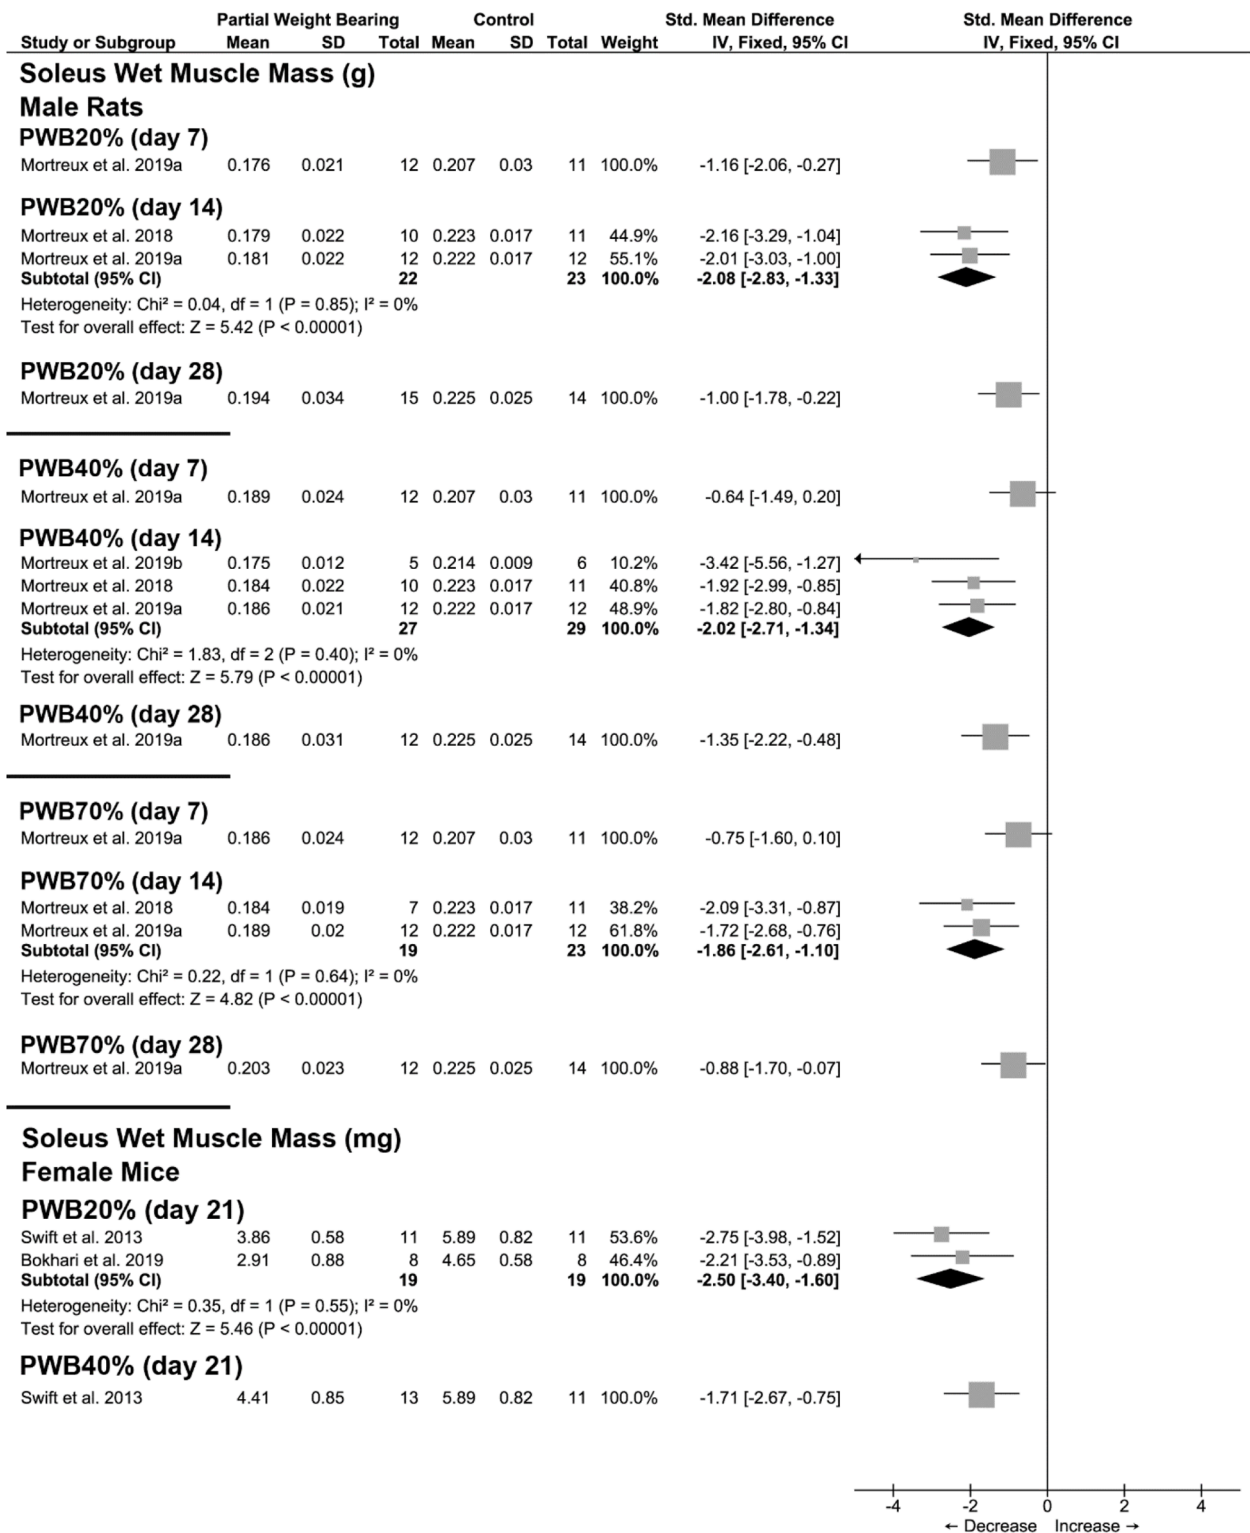 Partial Weight Bearing Control Std. Mean Difference Std. Mean Difference
Study or Subgroup Mean SD Total Mean SD Total Weight IV, Fixed, 95% CI IV, Fixed, 95% CI
Soleus Wet Muscle Mass (g)
Male Rats
PWB20% (day 7)
Mortreux et al. 2019a 0.176 0.021 12 0.207 0.03 11 100.0% -1.16 [-2.06, -0.27]
PWB20% (day 14)
Mortreux et al. 2018 0.179 0.022 10 0.223 0.017 11 44.9% -2.16 [-3.29, -1.04]
Mortreux et al. 2019a 0.181 0.022 12 0.222 0.017 12 55.1% -2.01 [-3.03, -1.00]
Subtotal (95% CI) 22 23 100.0% -2.08 [-2.83, -1.33]
Heterogeneity: Chi² = 0.04, df = 1 (P = 0.85); I² = 0%
Test for overall effect: Z = 5.42 (P < 0.00001)
PWB20% (day 28)
Mortreux et al. 2019a 0.194 0.034 15 0.225 0.025 14 100.0% -1.00 [-1.78, -0.22]
PWB40% (day 7)
Mortreux et al. 2019a 0.189 0.024 12 0.207 0.03 11 100.0% -0.64 [-1.49, 0.20]
PWB40% (day 14)
Mortreux et al. 2019b 0.175 0.012 5 0.214 0.009 6 10.2% -3.42 [-5.56, -1.27]
Mortreux et al. 2018 0.184 0.022 10 0.223 0.017 11 40.8% -1.92 [-2.99, -0.85]
Mortreux et al. 2019a 0.186 0.021 12 0.222 0.017 12 48.9% -1.82 [-2.80, -0.84]
Subtotal (95% CI) 27 29 100.0% -2.02 [-2.71, -1.34]
Heterogeneity: Chi² = 1.83, df = 2 (P = 0.40); I² = 0%
Test for overall effect: Z = 5.79 (P < 0.00001)
PWB40% (day 28)
Mortreux et al. 2019a 0.186 0.031 12 0.225 0.025 14 100.0% -1.35 [-2.22, -0.48]
PWB70% (day 7)
Mortreux et al. 2019a 0.186 0.024 12 0.207 0.03 11 100.0% -0.75 [-1.60, 0.10]
PWB70% (day 14)
Mortreux et al. 2018 0.184 0.019 7 0.223 0.017 11 38.2% -2.09 [-3.31, -0.87]
Mortreux et al. 2019a 0.189 0.02 12 0.222 0.017 12 61.8% -1.72 [-2.68, -0.76]
Subtotal (95% CI) 19 23 100.0% -1.86 [-2.61, -1.10]
Heterogeneity: Chi² = 0.22, df = 1 (P = 0.64); I² = 0%
Test for overall effect: Z = 4.82 (P < 0.00001)
PWB70% (day 28)
Mortreux et al. 2019a 0.203 0.023 12 0.225 0.025 14 100.0% -0.88 [-1.70, -0.07]
Soleus Wet Muscle Mass (mg)
Female Mice
PWB20% (day 21)
Swift et al. 2013 3.86 0.58 11 5.89 0.82 11 53.6% -2.75 [-3.98, -1.52]
Bokhari et al. 2019 2.91 0.88 8 4.65 0.58 8 46.4% -2.21 [-3.53, -0.89]
Subtotal (95% CI) 19 19 100.0% -2.50 [-3.40, -1.60]
Heterogeneity: Chi² = 0.35, df = 1 (P = 0.55); I² = 0%
Test for overall effect: Z = 5.46 (P < 0.00001)
PWB40% (day 21)
Swift et al. 2013 4.41 0.85 13 5.89 0.82 11 100.0% -1.71 [-2.67, -0.75]
-4 -2 0 2 4
← Decrease Increase →